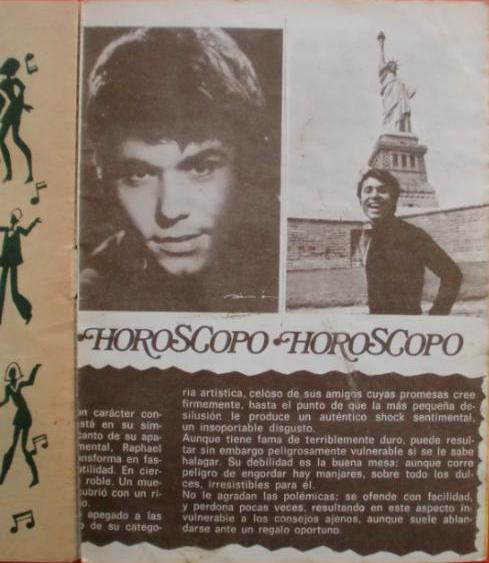 HOROSCOPO HOROSCOPO
un carácter con-
stá en su sim-
canto de su apa-
mental, Raphael
nsforma en fas-
utilidad. En cier-
roble. Un mue-
cubrió con un ri-
o.
apegado a las
o de su catego-
ria artística, celoso de sus amigos cuyas promesas cree
firmemente, hasta el punto de que la más pequeña de-
silusión le produce un auténtico shock sentimental,
un insoportable disgusto.
Aunque tiene fama de terriblemente duro, puede resul-
tar sin embargo peligrosamente vulnerable si se le sabe
halagar. Su debilidad es la buena mesa; aunque corre
peligro de engordar hay manjares, sobre todo los dul-
ces, irresistibles para él.
No le agradan las polémicas; se ofende con facilidad,
y perdona pocas veces, resultando en este aspecto in-
vulnerable a los consejos ajenos, aunque suele ablan-
darse ante un regalo oportuno.